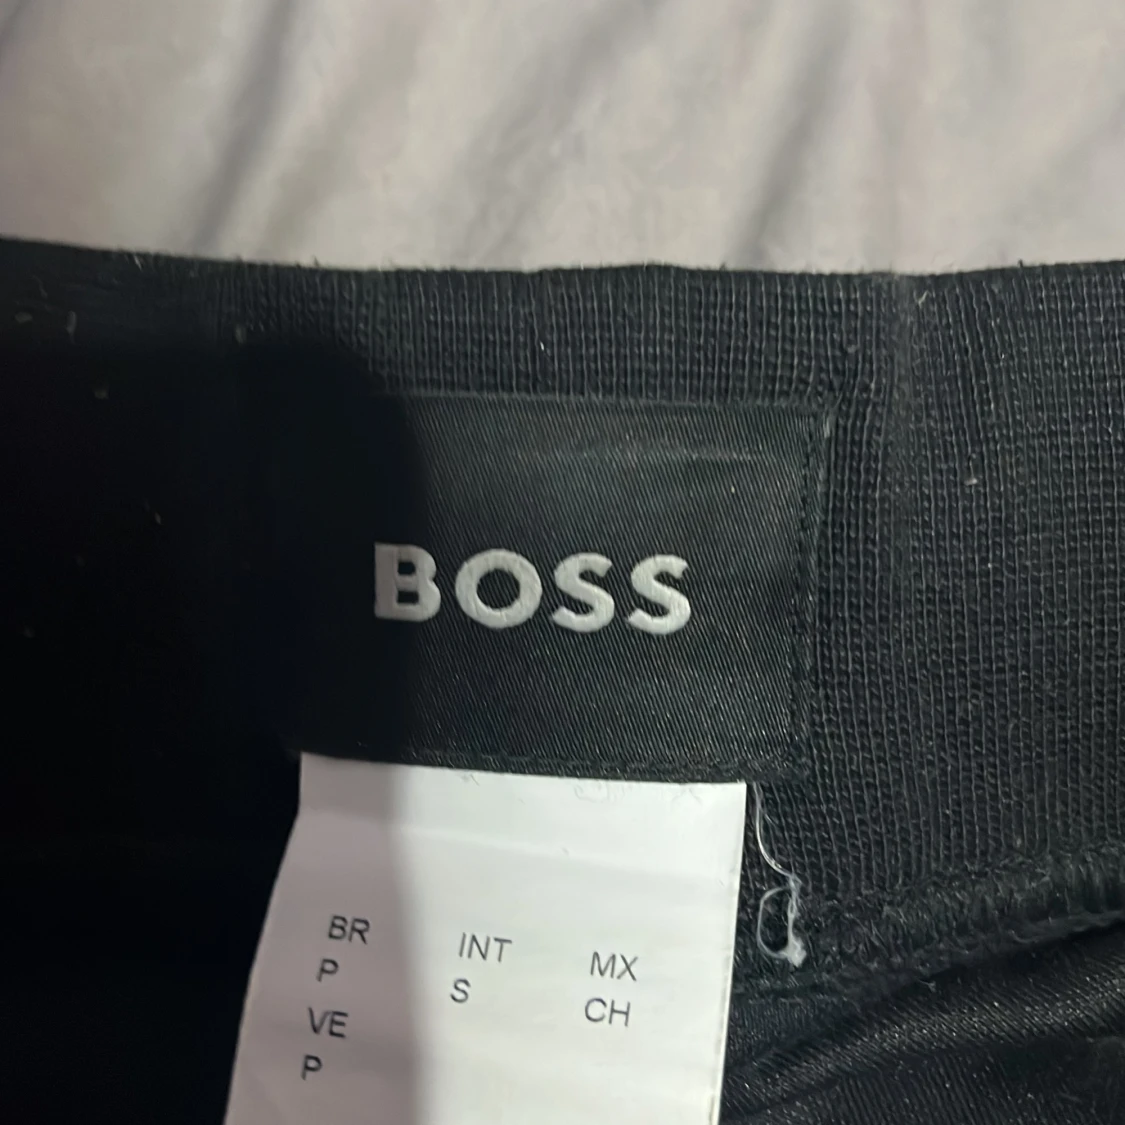 BOSS
BR INT MX
P S CH
VE
P